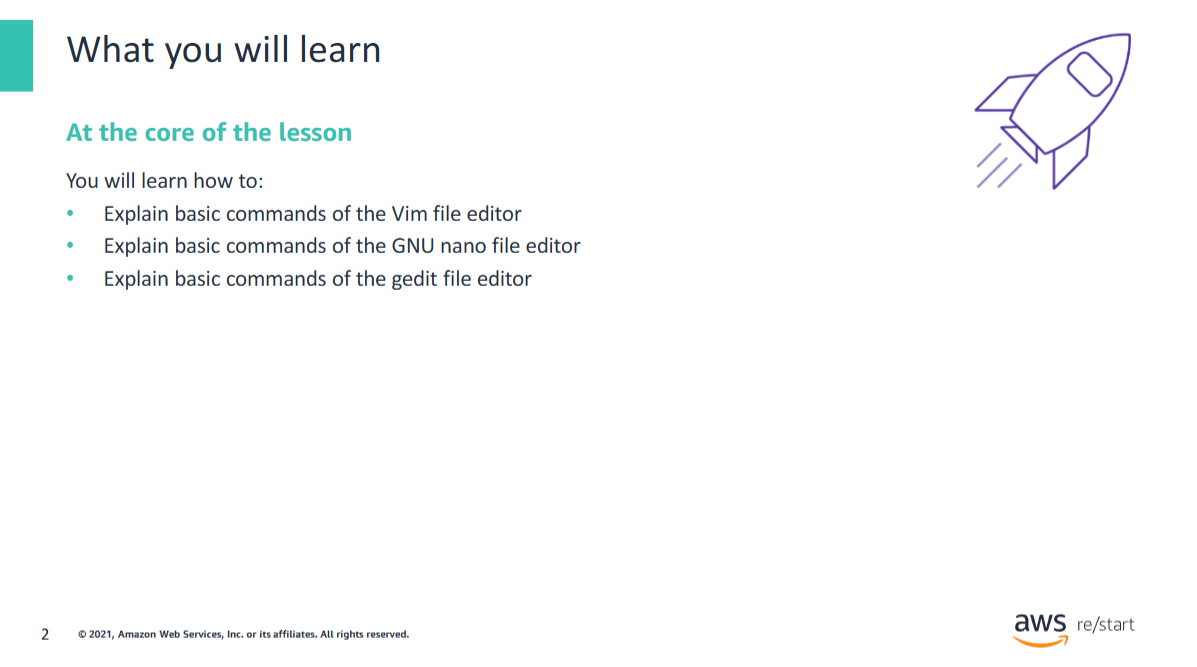 What you will learn
At the core of the lesson
You will learn how to:
• Explain basic commands of the Vim file editor
• Explain basic commands of the GNU nano file editor
• Explain basic commands of the gedit file editor
2 © 2021, Amazon Web Services, Inc. or its affiliates. All rights reserved.
aws re/start